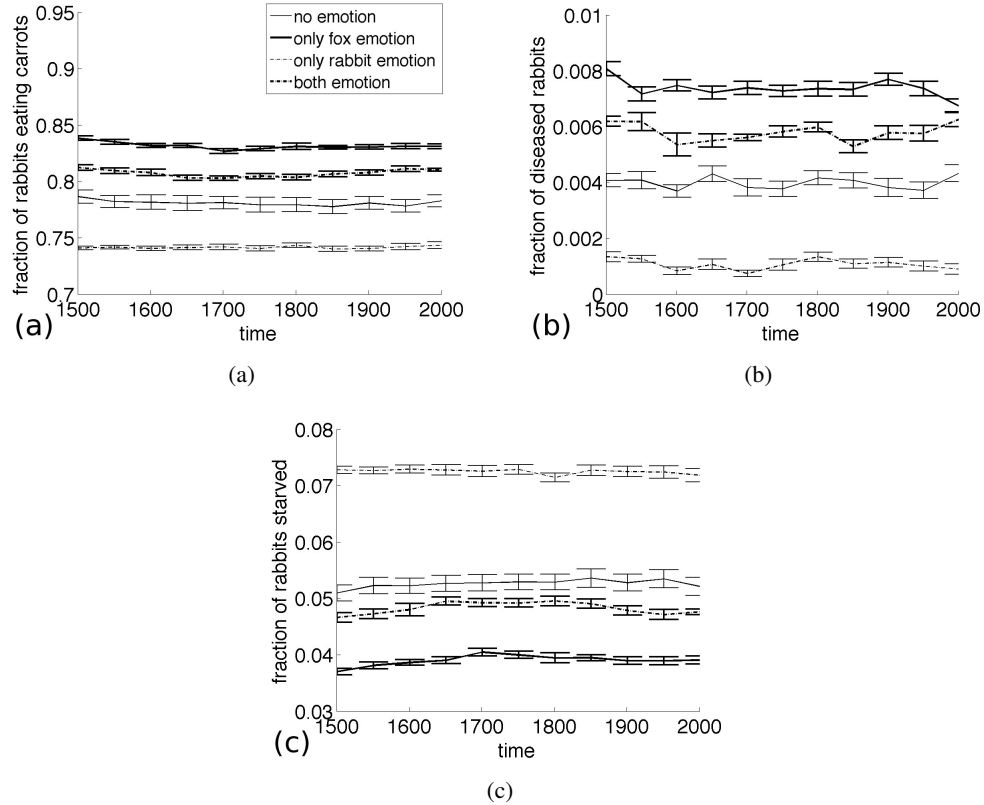 0.95
0.9
0.85
0.8
0.75
0.7
1500 1600 1700 1800 1900 2000
time
fraction of rabbits eating carrots
no emotion
only fox emotion
only rabbit emotion
both emotion
(a)
(a)
0.01
0.008
0.006
0.004
0.002
0
1500 1600 1700 1800 1900 2000
time
fraction of diseased rabbits
(b)
(b)
0.08
0.07
0.06
0.05
0.04
0.03
1500 1600 1700 1800 1900 2000
time
fraction of rabbits starved
(c)
(c)